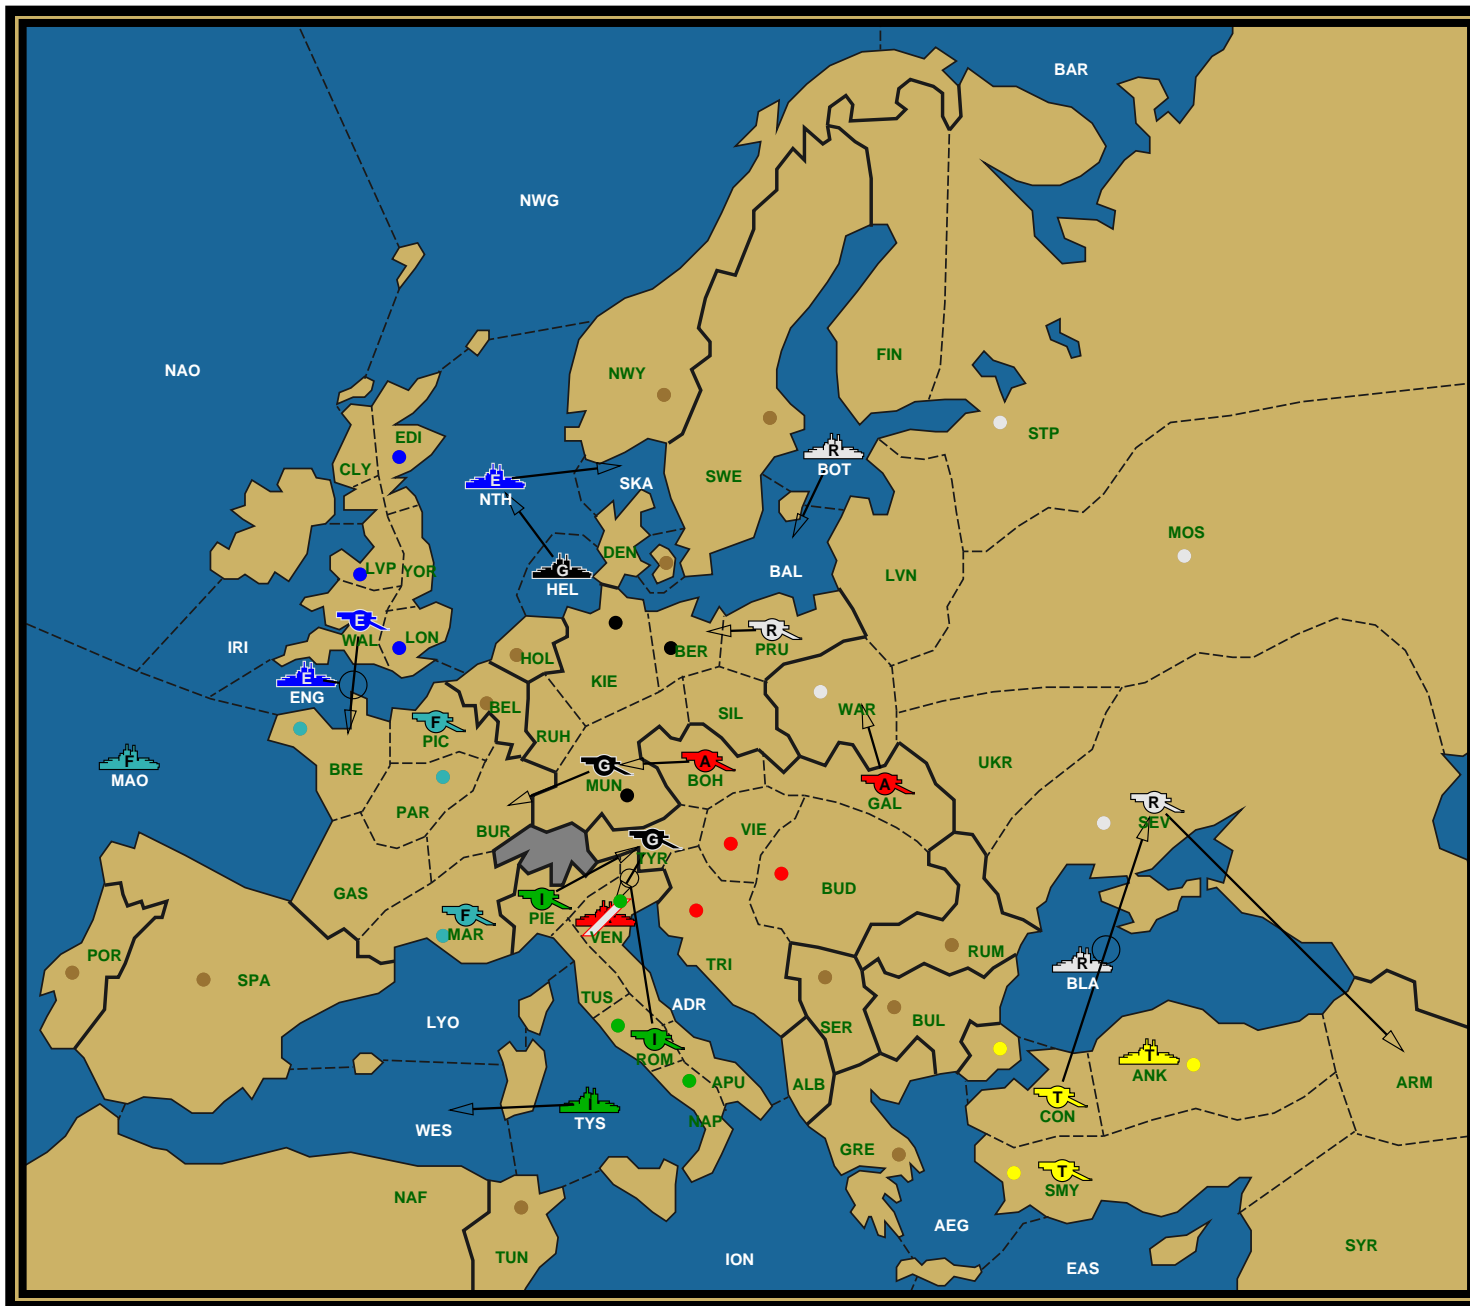 BAR
NWG
NAO
FIN
NWY
EDI
STP
CLY
R
BOT
SWE
E
NTH
SKA
MOS
DEN
LVP
YOR
G
HEL
BAL
LVN
E
WAL
LON
IRI
R
PRU
BER
HOL
E
ENG
KIE
BEL
WAR
SIL
F
PIC
RUH
F
MAO
BRE
G
MUN
A
BOH
UKR
A
GAL
PAR
R
SEV
BUR
VIE
G
TYR
GAS
BUD
I
PIE
F
MAR
VEN
POR
SPA
TRI
RUM
R
BLA
TUS
ADR
LYO
SER
BUL
I
ROM
T
ANK
APU
ALB
ARM
I
TYS
T
CON
WES
NAP
GRE
T
SMY
NAF
AEG
TUN
ION
SYR
EAS